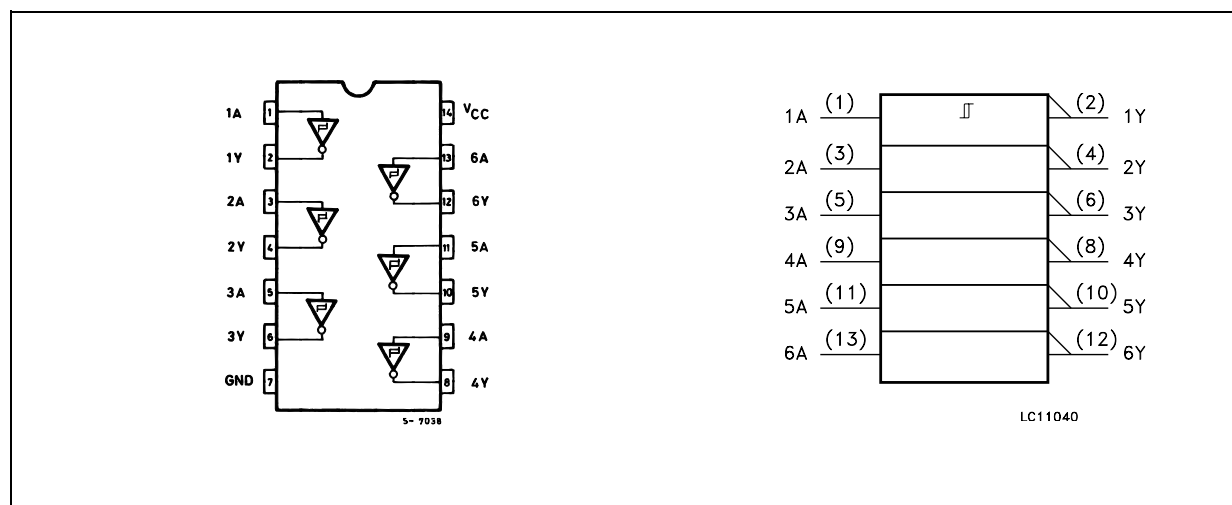 1A 1 14 VCC
1Y 2 13 6A
2A 3 12 6Y
2Y 4 11 5A
3A 5 10 5Y
3Y 6 9 4A
GND 7 8 4Y
S- 7038
1A (1) (2) 1Y
2A (3) (4) 2Y
3A (5) (6) 3Y
4A (9) (8) 4Y
5A (11) (10) 5Y
6A (13) (12) 6Y
LC11040